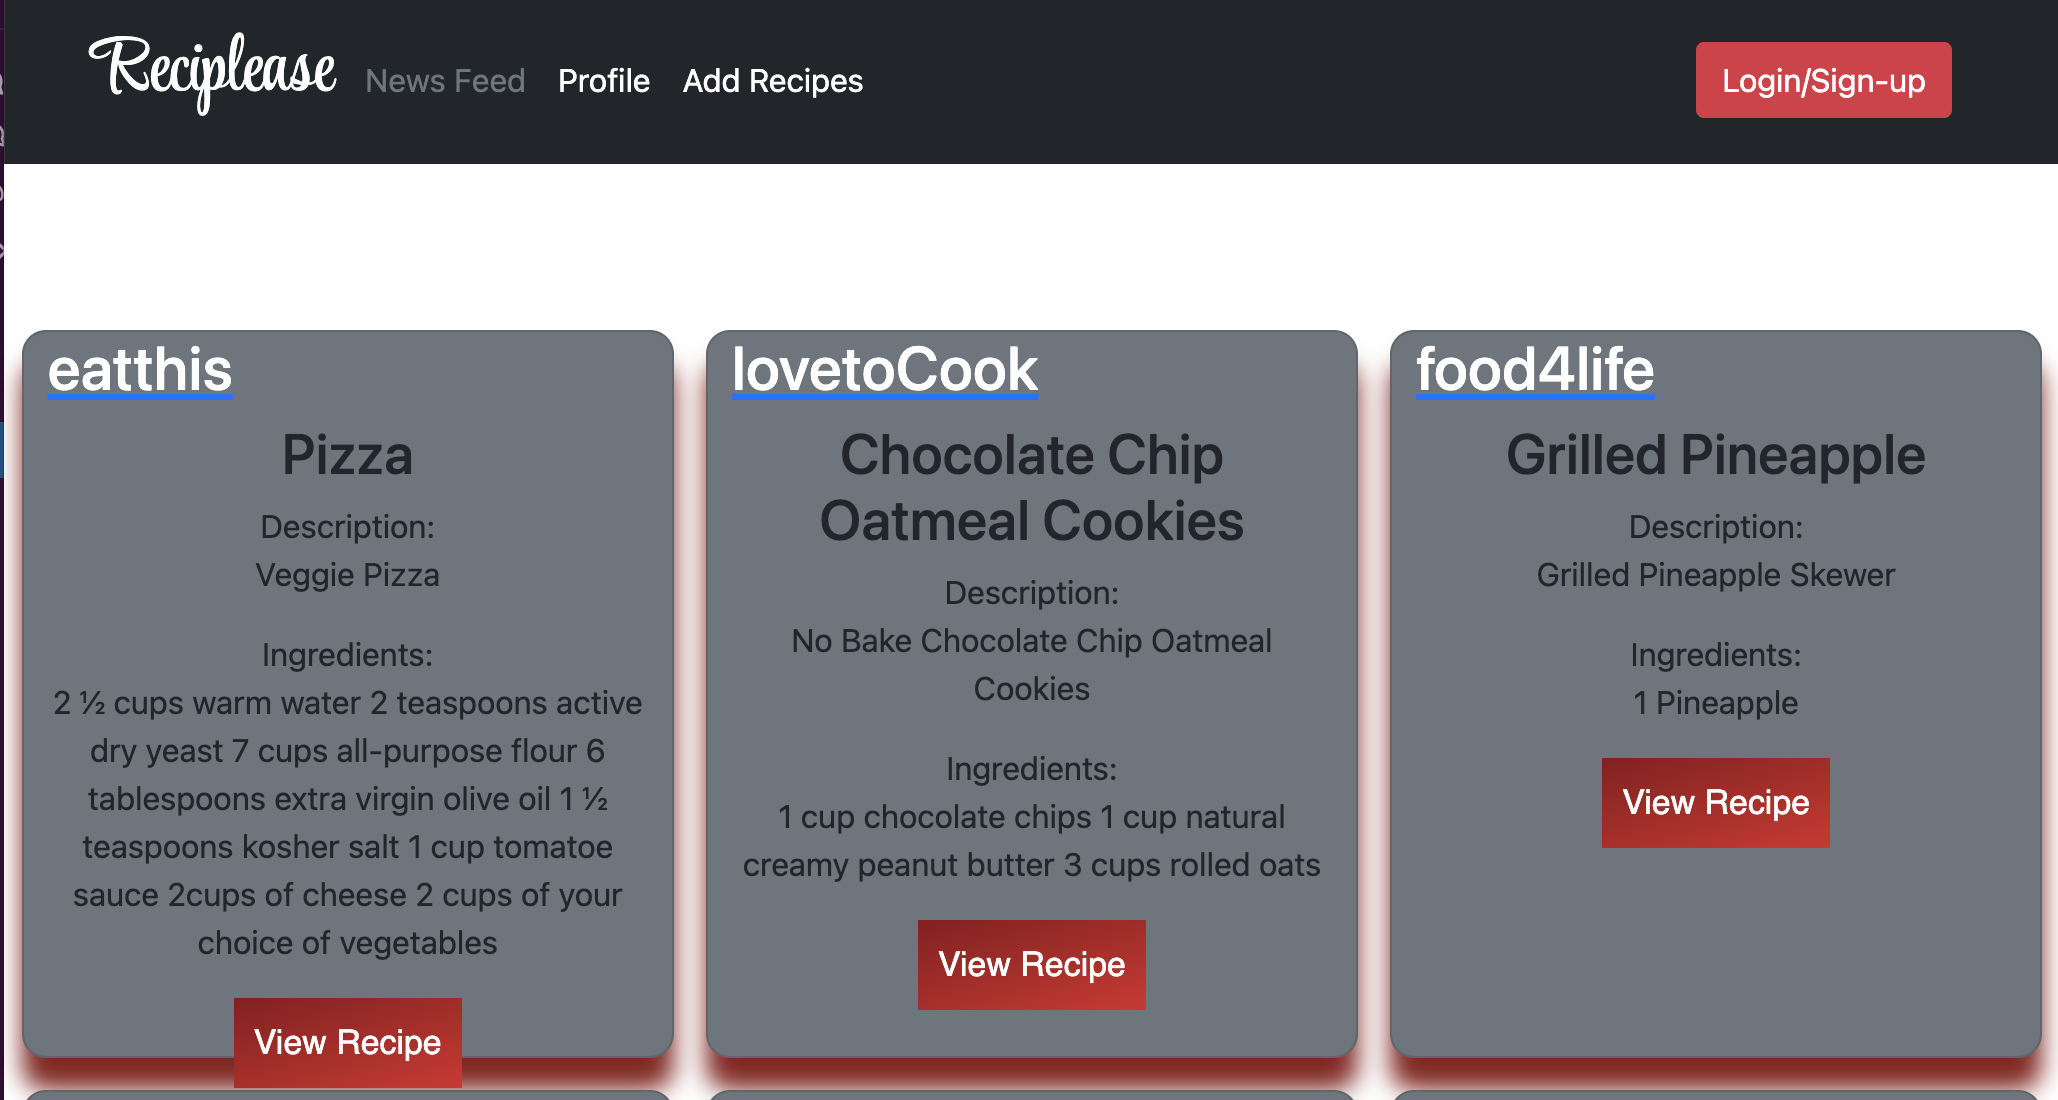 Reciplease
News Feed
Profile
Add Recipes
Login/Sign-up
eatthis
Pizza
Description:
Veggie Pizza
Ingredients:
2 ½ cups warm water 2 teaspoons active
dry yeast 7 cups all-purpose flour 6
tablespoons extra virgin olive oil 1 ½
teaspoons kosher salt 1 cup tomatoe
sauce 2cups of cheese 2 cups of your
choice of vegetables
View Recipe
lovetoCook
Chocolate Chip
Oatmeal Cookies
Description:
No Bake Chocolate Chip Oatmeal
Cookies
Ingredients:
1 cup chocolate chips 1 cup natural
creamy peanut butter 3 cups rolled oats
View Recipe
food4life
Grilled Pineapple
Description:
Grilled Pineapple Skewer
Ingredients:
1 Pineapple
View Recipe